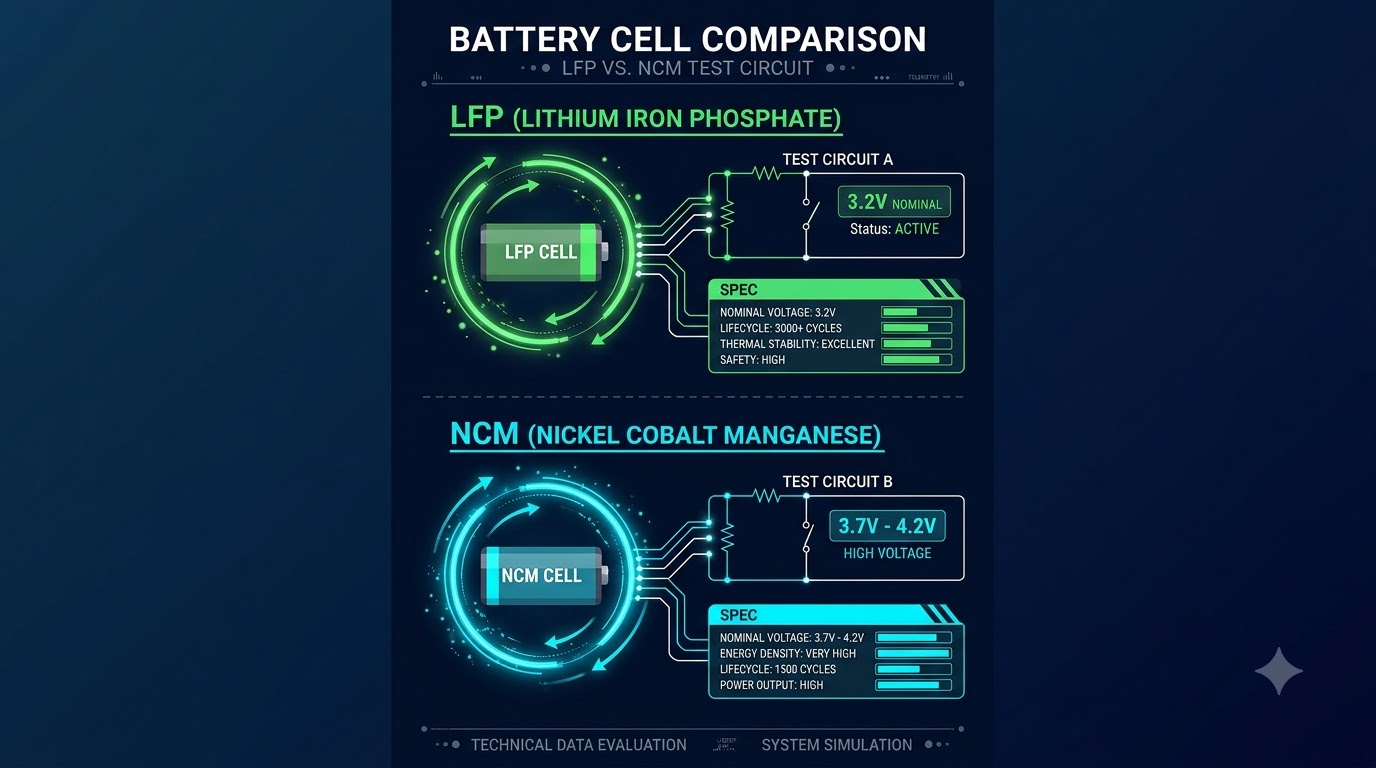 BATTERY CELL COMPARISON
LFP VS. NCM TEST CIRCUIT
TELEMETRY
LFP (LITHIUM IRON PHOSPHATE)
LFP CELL
TEST CIRCUIT A
3.2V NOMINAL
Status: ACTIVE
SPEC
NOMINAL VOLTAGE: 3.2V
LIFECYCLE: 3000+ CYCLES
THERMAL STABILITY: EXCELLENT
SAFETY: HIGH
NCM (NICKEL COBALT MANGANESE)
NCM CELL
TEST CIRCUIT B
3.7V - 4.2V
HIGH VOLTAGE
SPEC
NOMINAL VOLTAGE: 3.7V - 4.2V
ENERGY DENSITY: VERY HIGH
LIFECYCLE: 1500 CYCLES
POWER OUTPUT: HIGH
TECHNICAL DATA EVALUATION
SYSTEM SIMULATION